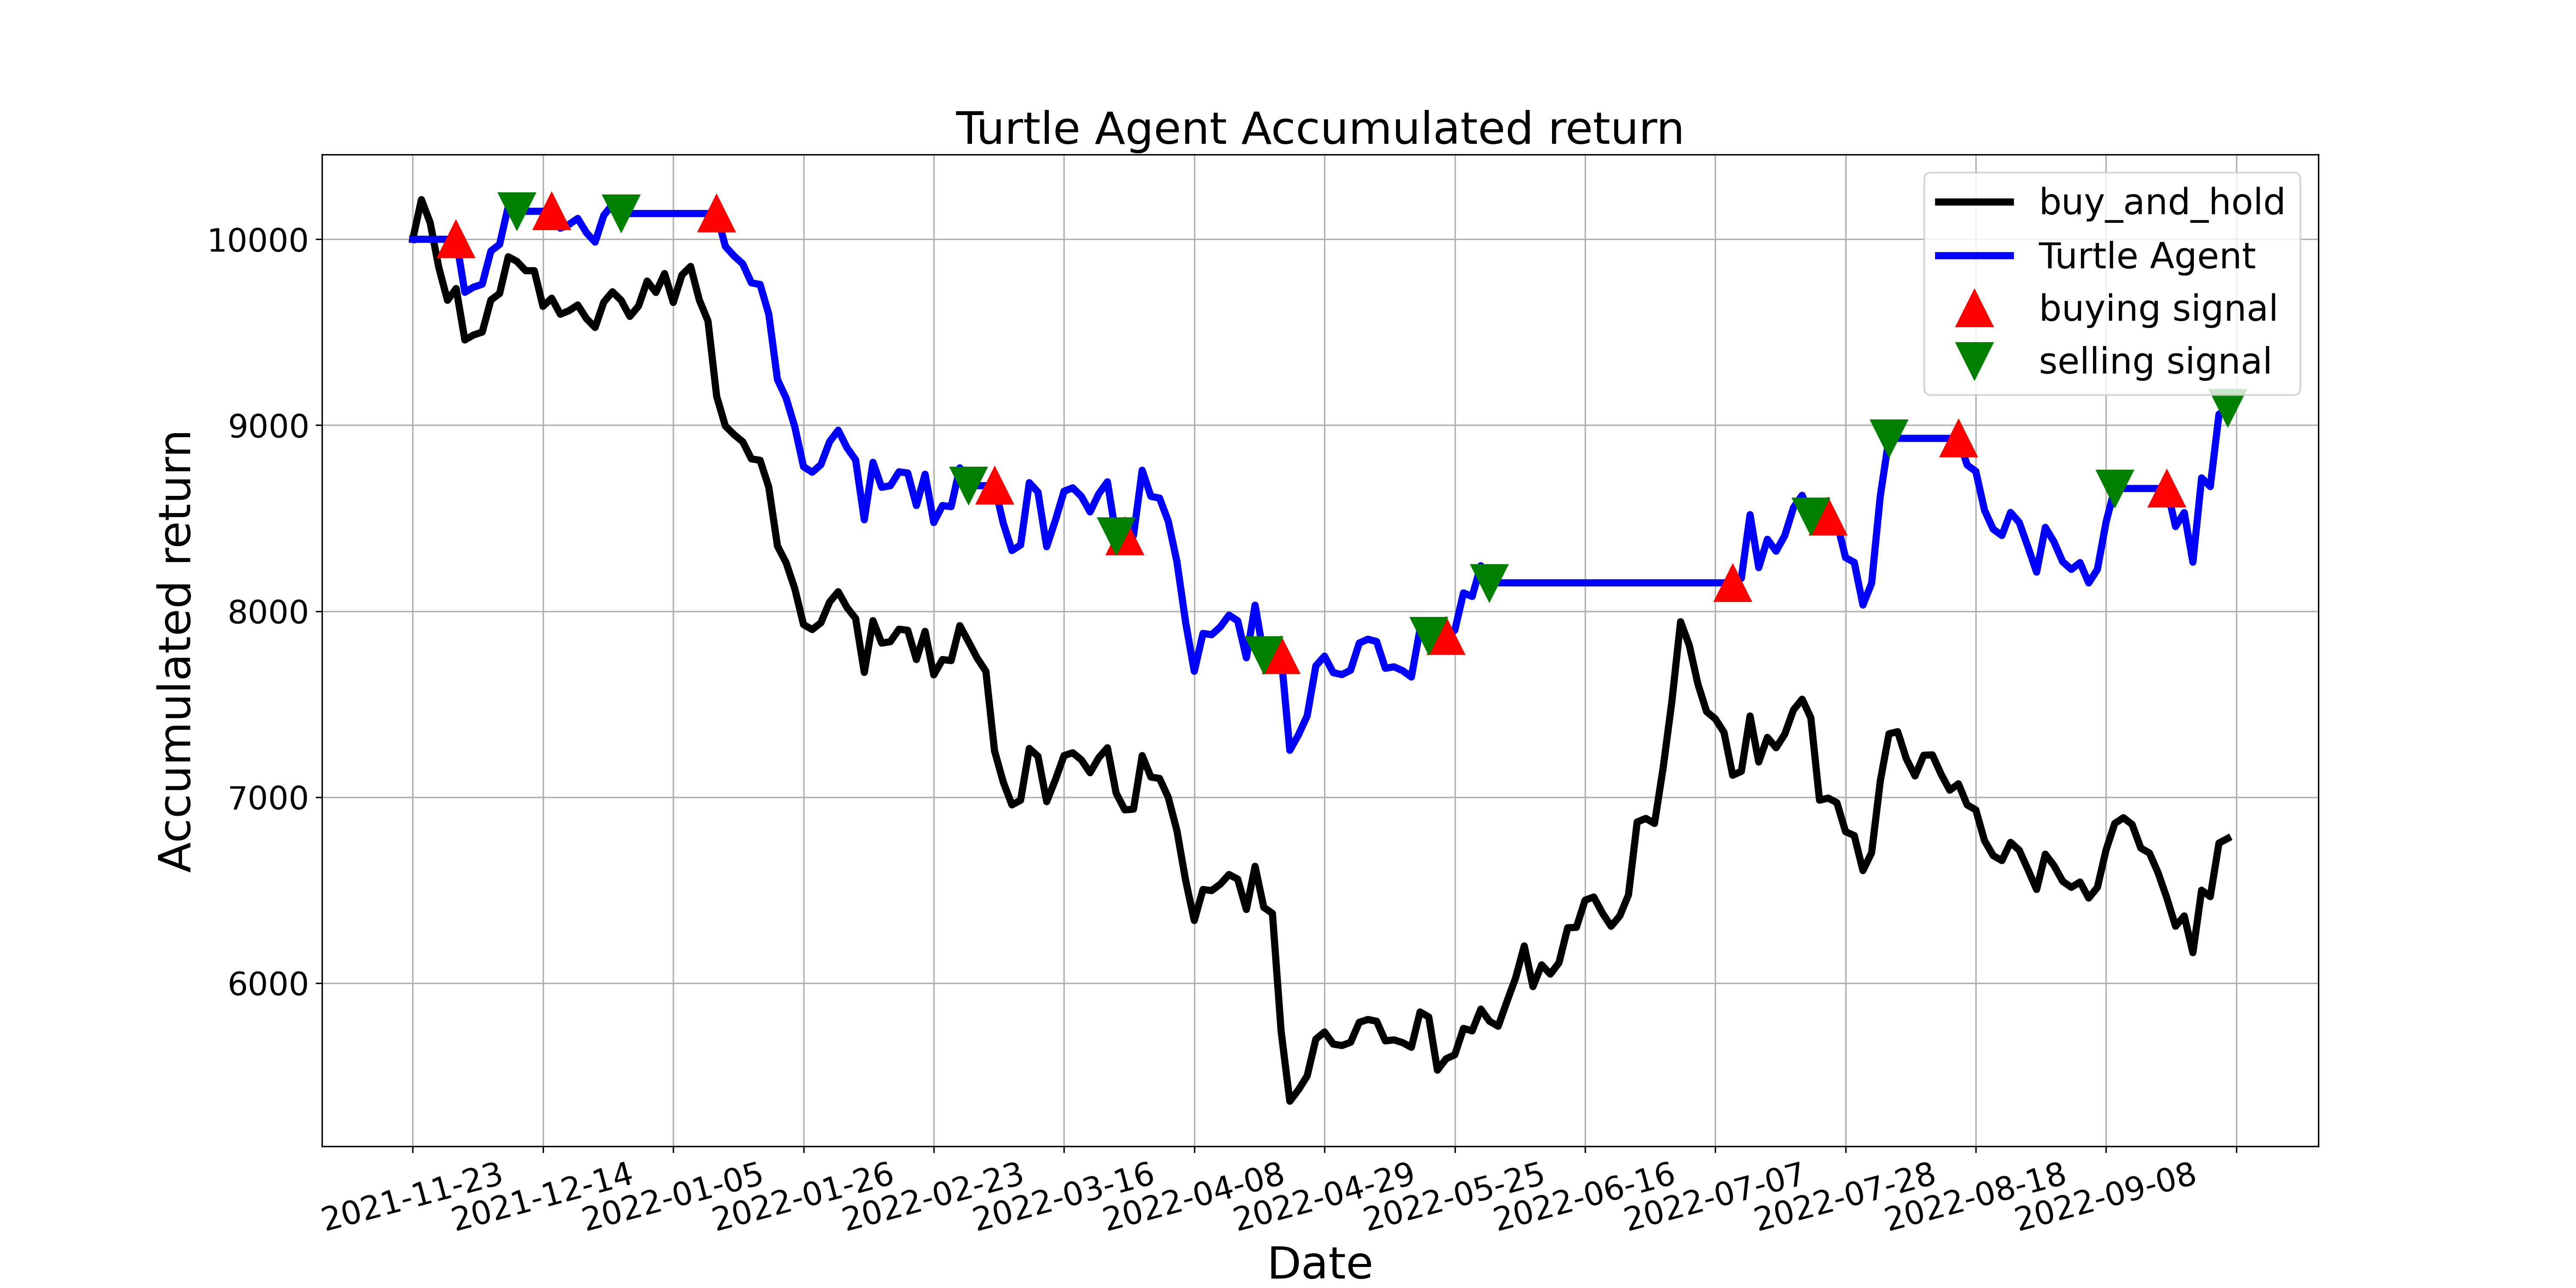 Turtle Agent Accumulated return
buy_and_hold
Turtle Agent
buying signal
selling signal
Accumulated return
10000
9000
8000
7000
6000
2021-11-23
2021-12-14
2022-01-05
2022-01-26
2022-02-23
2022-03-16
2022-04-08
2022-04-29
2022-05-25
2022-06-16
2022-07-07
2022-07-28
2022-08-18
2022-09-08
Date